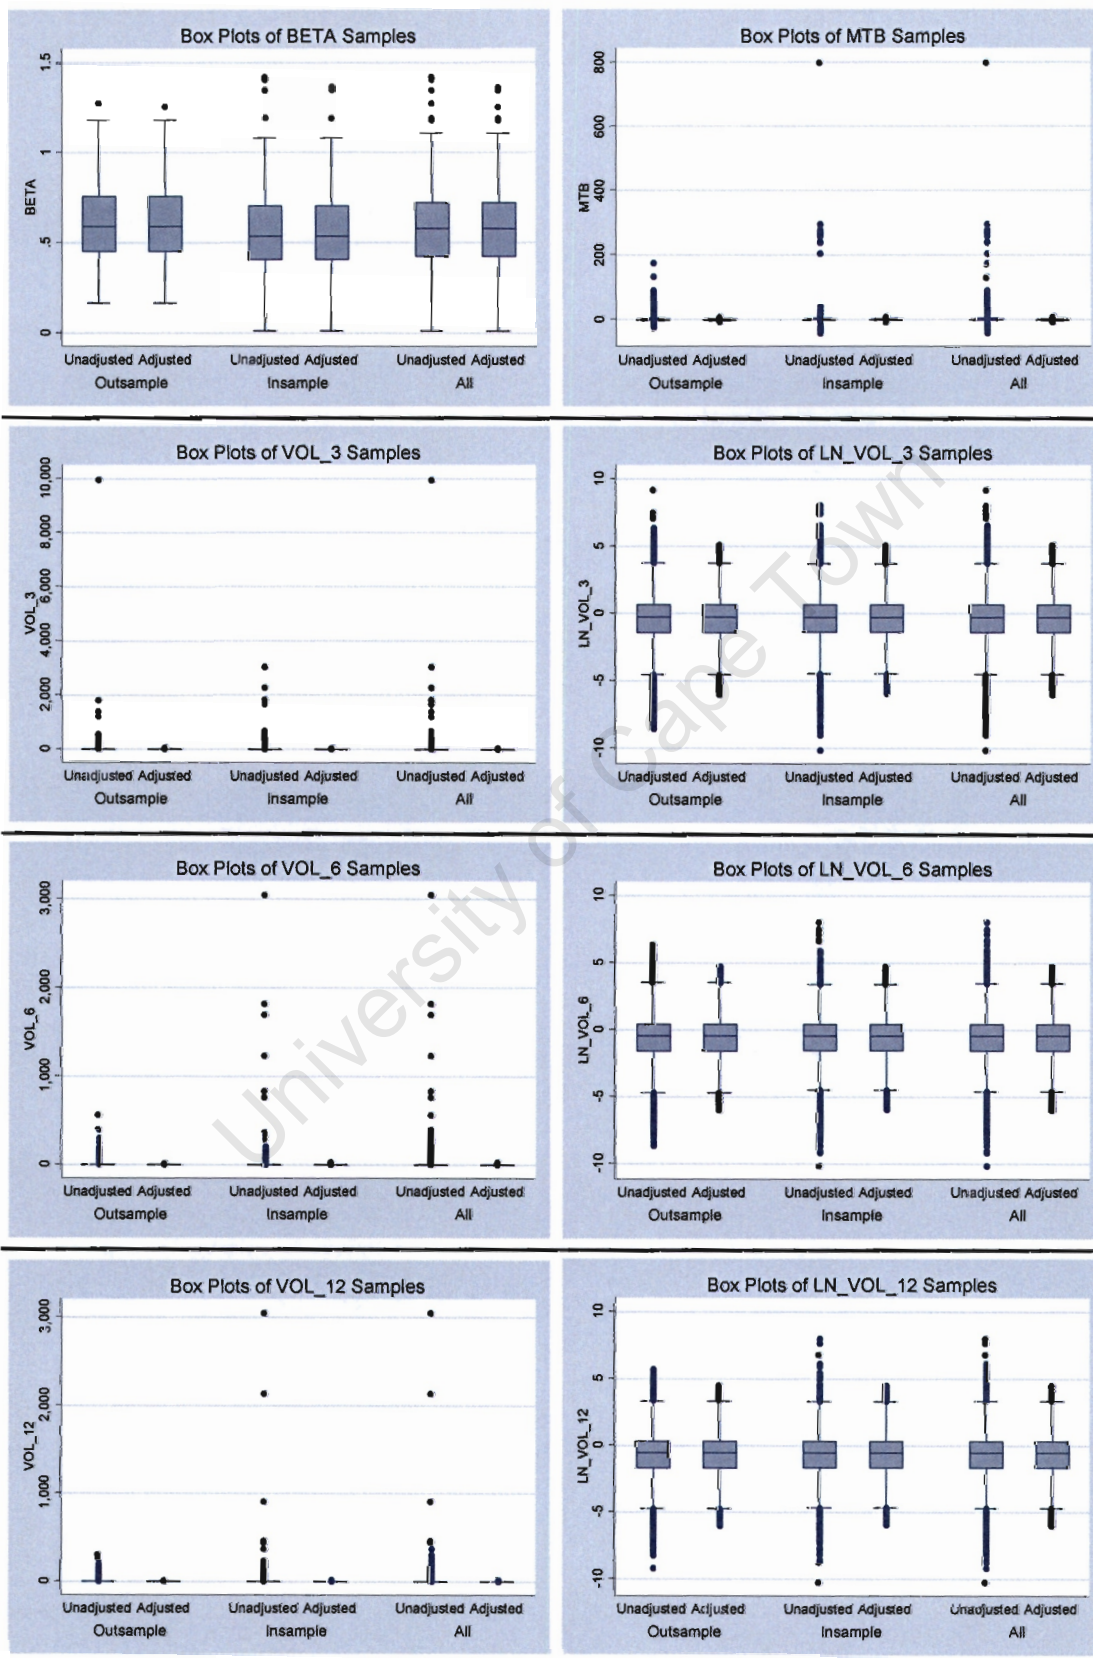 Box Plots of BETA Samples
BETA
1.5
1
.5
0
Unadjusted Adjusted Unadjusted Adjusted Unadjusted Adjusted
Outsample Insample All
Box Plots of MTB Samples
MTB
800
600
400
200
0
Unadjusted Adjusted Unadjusted Adjusted Unadjusted Adjusted
Outsample Insample All
Box Plots of VOL_3 Samples
VOL_3
10,000
8,000
6,000
4,000
2,000
0
Unadjusted Adjusted Unadjusted Adjusted Unadjusted Adjusted
Outsample Insample All
Box Plots of LN_VOL_3 Samples
LN_VOL_3
10
5
0
-5
-10
Unadjusted Adjusted Unadjusted Adjusted Unadjusted Adjusted
Outsample Insample All
Box Plots of VOL_6 Samples
VOL_6
3,000
2,000
1,000
0
Unadjusted Adjusted Unadjusted Adjusted Unadjusted Adjusted
Outsample Insample All
Box Plots of LN_VOL_6 Samples
LN_VOL_6
10
5
0
-5
-10
Unadjusted Adjusted Unadjusted Adjusted Unadjusted Adjusted
Outsample Insample All
Box Plots of VOL_12 Samples
VOL_12
3,000
2,000
1,000
0
Unadjusted Adjusted Unadjusted Adjusted Unadjusted Adjusted
Outsample Insample All
Box Plots of LN_VOL_12 Samples
LN_VOL_12
10
5
0
-5
-10
Unadjusted Adjusted Unadjusted Adjusted Unadjusted Adjusted
Outsample Insample All
University of Cape Town